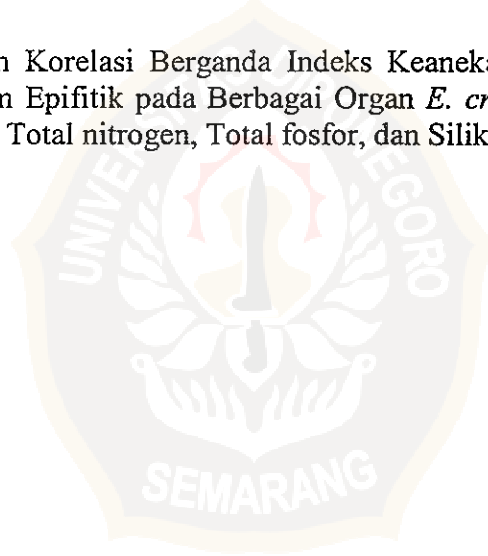 n Korelasi Berganda Indeks Keaneka
n Epifitik pada Berbagai Organ E. cr
Total nitrogen, Total fosfor, dan Silik
UNIVERSITAS DIPONEGORO
SEMARANG